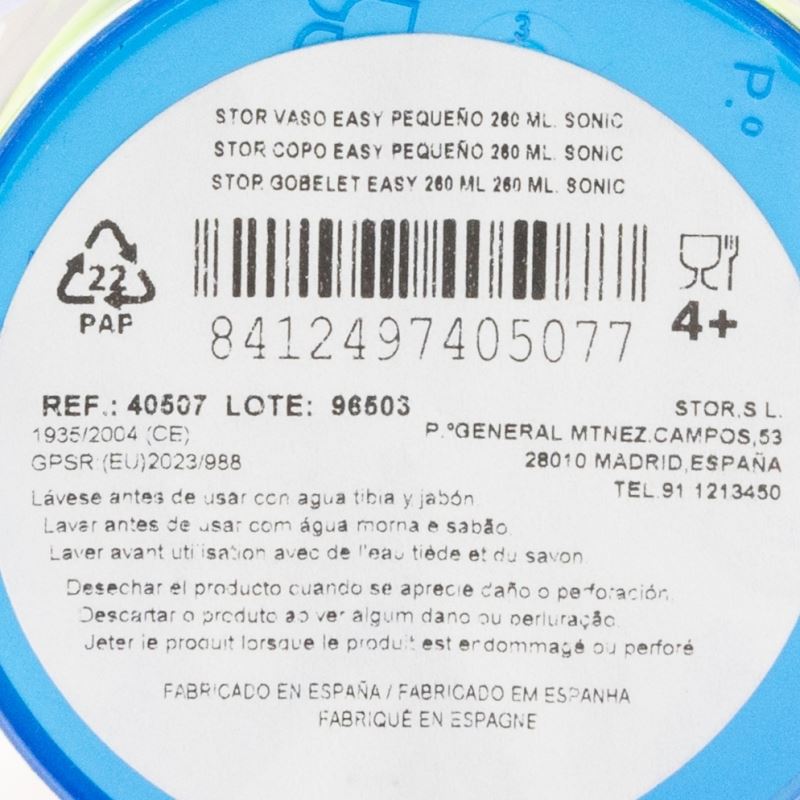 P.º
STOR VASO EASY PEQUEÑO 260 ML. SONIC
STOR COPO EASY PEQUEÑO 260 ML. SONIC
STOR GOBELET EASY 260 ML 260 ML. SONIC
22
PAP
8412497405077
4+
REF.: 40507 LOTE: 96503
1935/2004 (CE)
GPSR:(EU)2023/988
STOR,S L.
P.ºGENERAL MTNEZ.CAMPOS,53
28010 MADRID,ESPAÑA
TEL.91 1213450
Lávese antes de usar con agua tibia y jabón.
Lavar antes de usar com água morna e sabão.
Laver avant utilisation avec de l'eau tiède et du savon.
Desechar el producto cuando se aprecie daño o perforación.
Descartar o produto ao ver algum dano ou perfuração.
Jeter le produit lorsque le produit est endommagé ou perforé
FABRICADO EN ESPAÑA / FABRICADO EM ESPANHA
FABRIQUÉ EN ESPAGNE